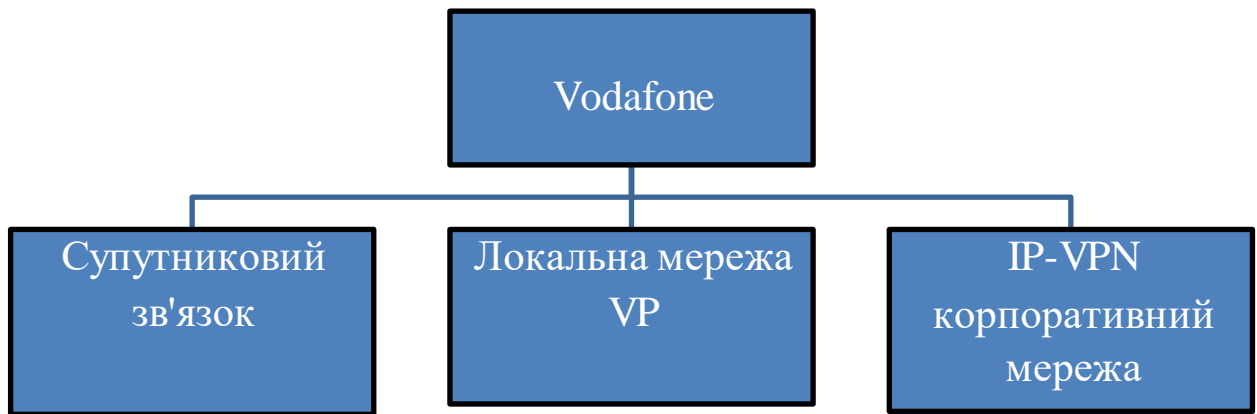 Vodafone
Супутниковий
зв'язок
Локальна мережа
VP
IP-VPN
корпоративний
мережа